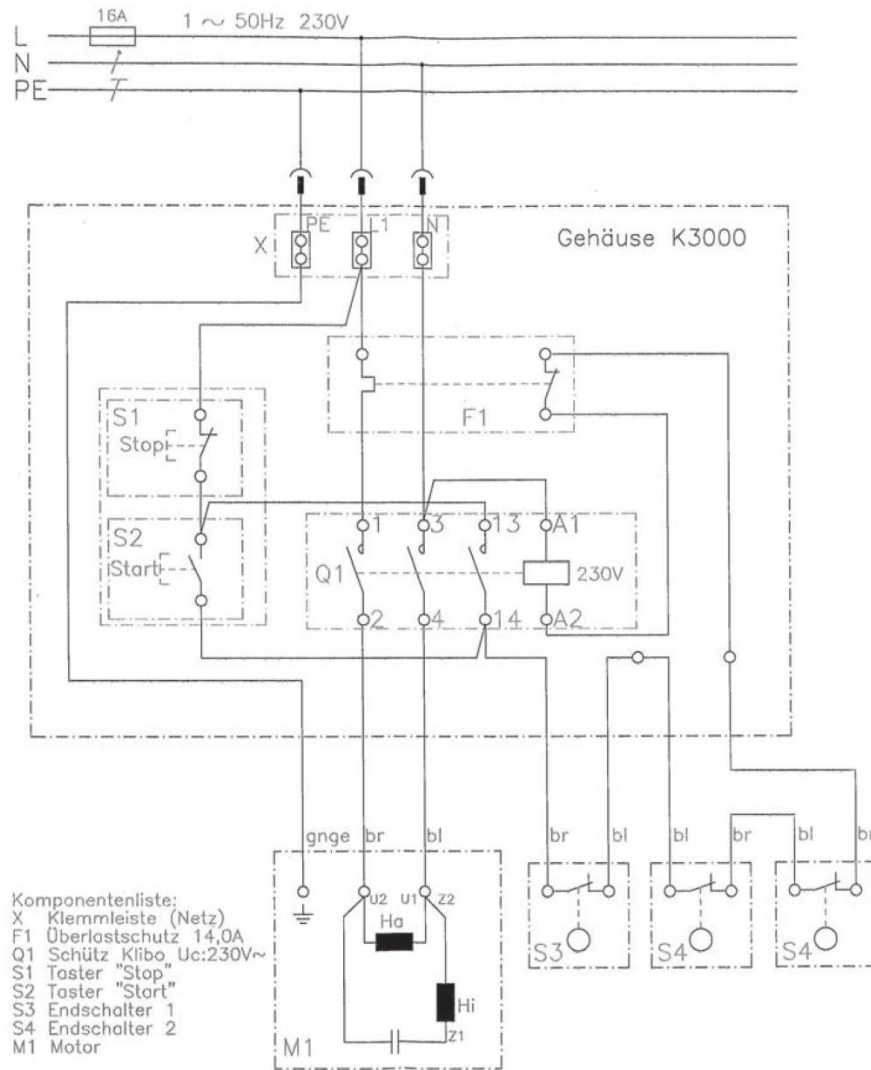 16A 1 ~ 50Hz 230V
L
N
PE
PE L1 N
X
Gehäuse K3000
S1
Stop
F1
S2
Start
1 3 13 A1
Q1
230V
2 4 14 A2
gnge br bl
br bl bl br bl br
U2 U1 Z2
Ha
Hi
Z1
M1
S3 S4 S4
Komponentenliste:
X Klemmleiste (Netz)
F1 Überlastschutz 14,0A
Q1 Schütz Klibo Uc:230V~
S1 Taster "Stop"
S2 Taster "Start"
S3 Endschalter 1
S4 Endschalter 2
M1 Motor